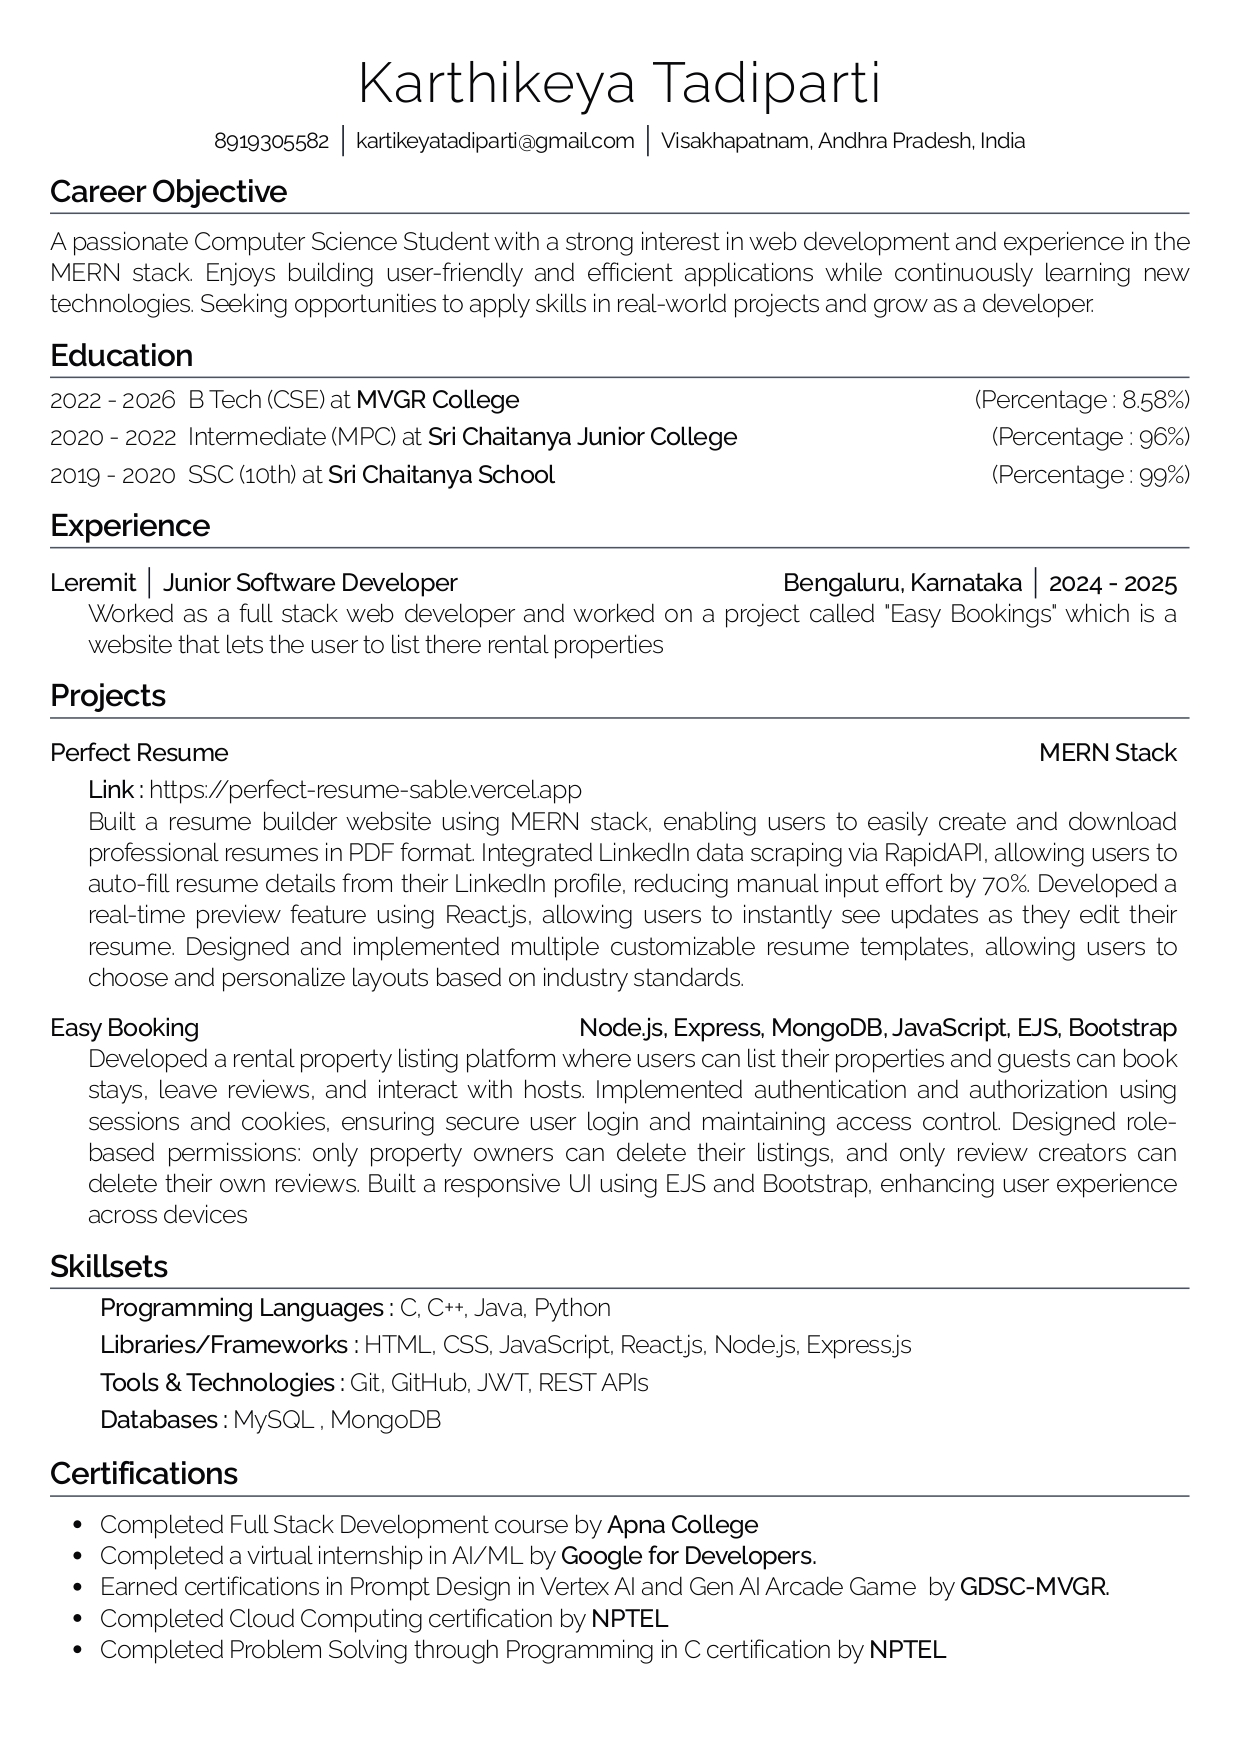 Karthikeya Tadiparti
8919305582 | kartikeyatadiparti@gmail.com | Visakhapatnam, Andhra Pradesh, India
Career Objective
A passionate Computer Science Student with a strong interest in web development and experience in the
MERN stack. Enjoys building user-friendly and efficient applications while continuously learning new
technologies. Seeking opportunities to apply skills in real-world projects and grow as a developer.
Education
2022 - 2026 B Tech (CSE) at MVGR College (Percentage : 8.58%)
2020 - 2022 Intermediate (MPC) at Sri Chaitanya Junior College (Percentage : 96%)
2019 - 2020 SSC (10th) at Sri Chaitanya School (Percentage : 99%)
Experience
Leremit | Junior Software Developer Bengaluru, Karnataka | 2024 - 2025
Worked as a full stack web developer and worked on a project called "Easy Bookings" which is a
website that lets the user to list there rental properties
Projects
Perfect Resume MERN Stack
Link : https://perfect-resume-sable.vercel.app
Built a resume builder website using MERN stack, enabling users to easily create and download
professional resumes in PDF format. Integrated LinkedIn data scraping via RapidAPI, allowing users to
auto-fill resume details from their LinkedIn profile, reducing manual input effort by 70%. Developed a
real-time preview feature using React.js, allowing users to instantly see updates as they edit their
resume. Designed and implemented multiple customizable resume templates, allowing users to
choose and personalize layouts based on industry standards.
Easy Booking Node.js, Express, MongoDB, JavaScript, EJS, Bootstrap
Developed a rental property listing platform where users can list their properties and guests can book
stays, leave reviews, and interact with hosts. Implemented authentication and authorization using
sessions and cookies, ensuring secure user login and maintaining access control. Designed role-
based permissions: only property owners can delete their listings, and only review creators can
delete their own reviews. Built a responsive UI using EJS and Bootstrap, enhancing user experience
across devices
Skillsets
Programming Languages : C, C++, Java, Python
Libraries/Frameworks : HTML, CSS, JavaScript, React.js, Node.js, Express.js
Tools & Technologies : Git, GitHub, JWT, REST APIs
Databases : MySQL , MongoDB
Certifications
• Completed Full Stack Development course by Apna College
• Completed a virtual internship in AI/ML by Google for Developers.
• Earned certifications in Prompt Design in Vertex AI and Gen AI Arcade Game by GDSC-MVGR.
• Completed Cloud Computing certification by NPTEL
• Completed Problem Solving through Programming in C certification by NPTEL